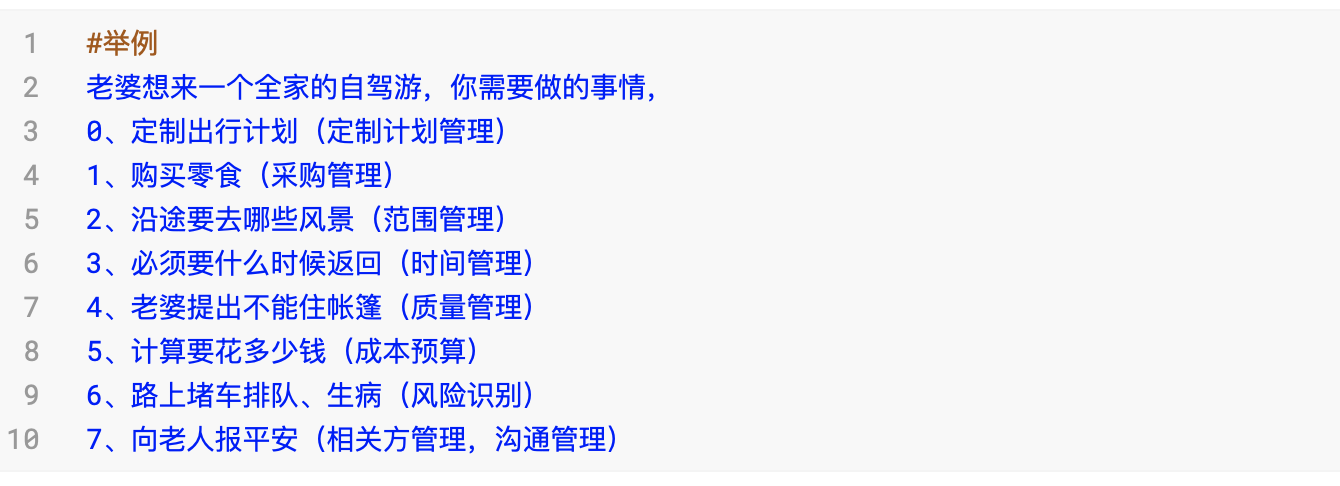 1 #举例
2 老婆想来一个全家的自驾游，你需要做的事情，
3 0、定制出行计划（定制计划管理）
4 1、购买零食（采购管理）
5 2、沿途要去哪些风景（范围管理）
6 3、必须要什么时候返回（时间管理）
7 4、老婆提出不能住帐篷（质量管理）
8 5、计算要花多少钱（成本预算）
9 6、路上堵车排队、生病（风险识别）
10 7、向老人报平安（相关方管理，沟通管理）